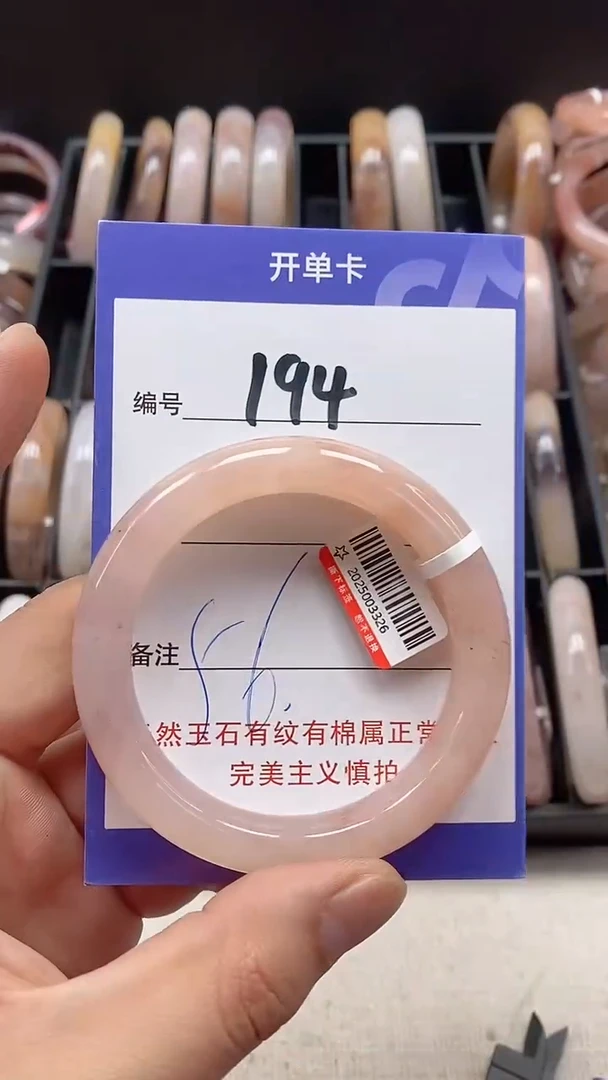 开单卡
编号 194
备注 56.
然玉石有纹有棉属正常
完美主义慎拍
2025003326